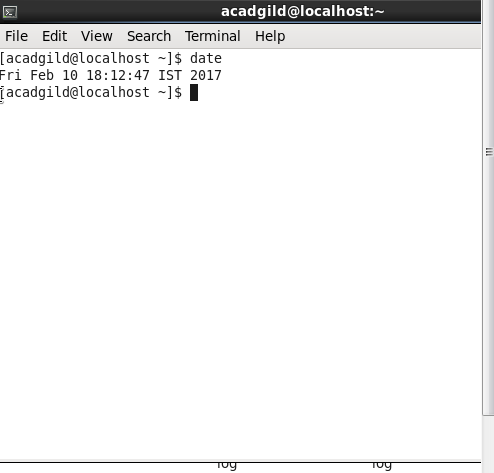 acadgild@localhost:~
File Edit View Search Terminal Help
[acadgild@localhost ~]$ date
Fri Feb 10 18:12:47 IST 2017
[acadgild@localhost ~]$
log log